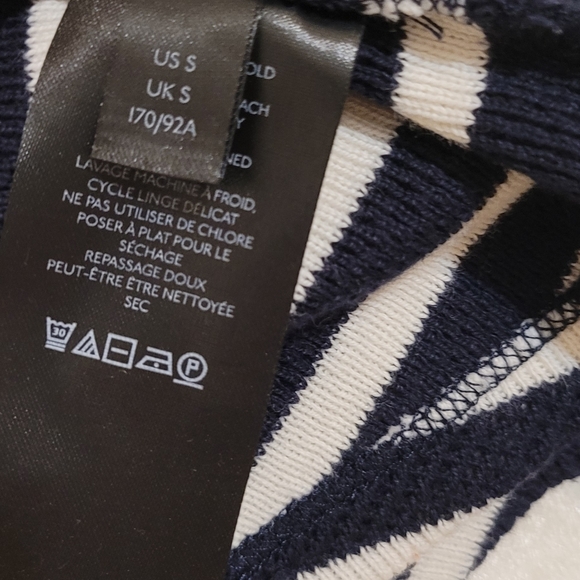 US S
UK S
170/92A
OLD
ACH
Y
NED
LAVAGE MACHINE À FROID,
CYCLE LINGE DÉLICAT
NE PAS UTILISER DE CHLORE
POSER À PLAT POUR LE
SÉCHAGE
REPASSAGE DOUX
PEUT-ÊTRE ÊTRE NETTOYÉE
SEC
30
P